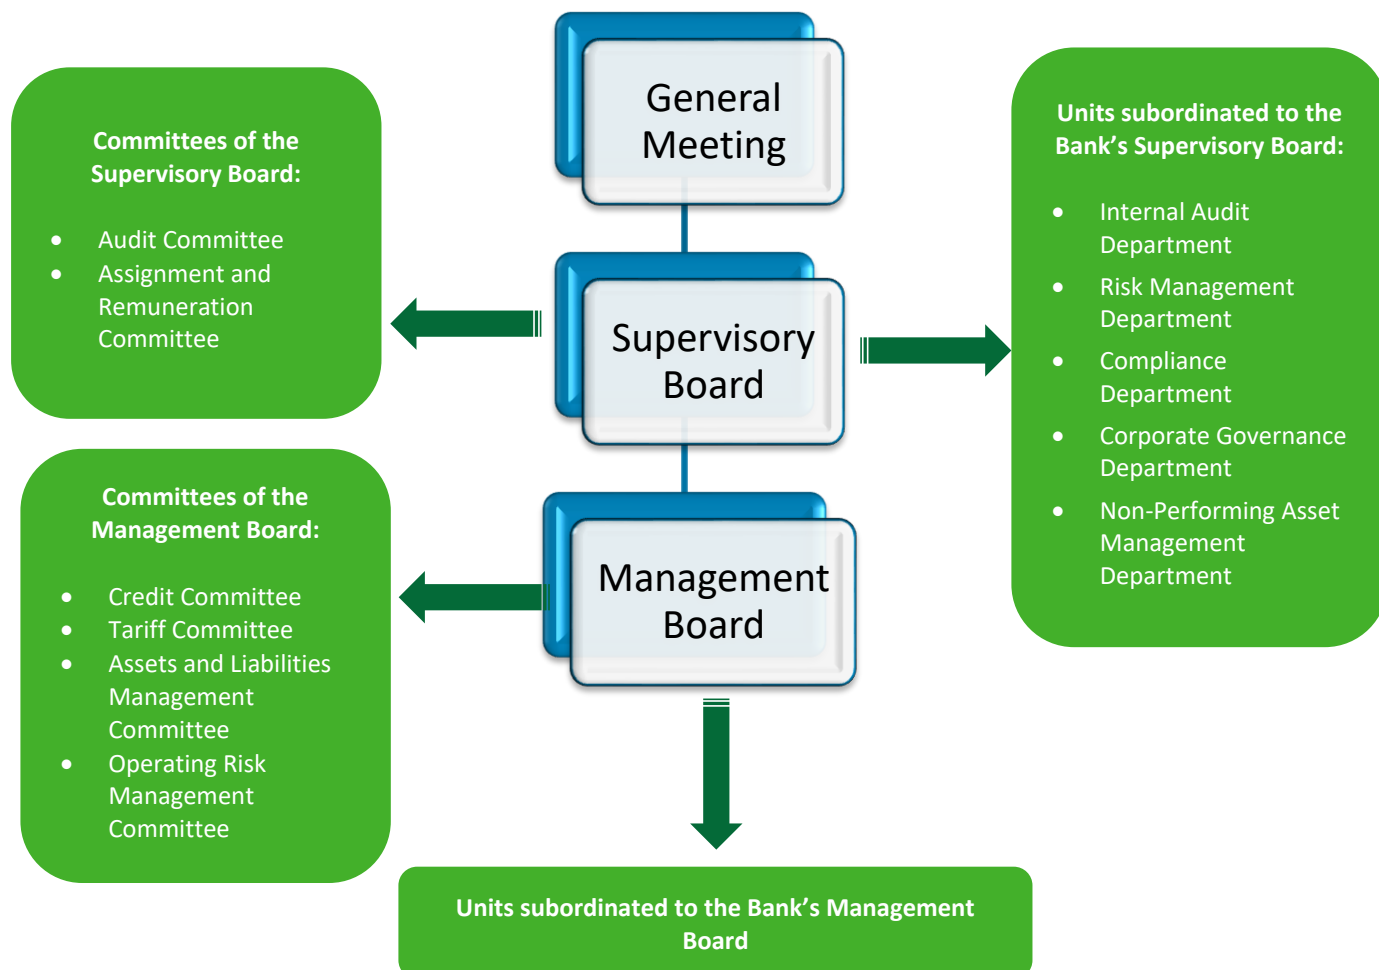 General
Meeting
Committees of the
Supervisory Board:
• Audit Committee
• Assignment and
Remuneration
Committee
Supervisory
Board
Units subordinated to the
Bank’s Supervisory Board:
• Internal Audit
Department
• Risk Management
Department
• Compliance
Department
• Corporate Governance
Department
• Non-Performing Asset
Management
Department
Committees of the
Management Board:
• Credit Committee
• Tariff Committee
• Assets and Liabilities
Management
Committee
• Operating Risk
Management
Committee
Management
Board
Units subordinated to the Bank’s Management
Board